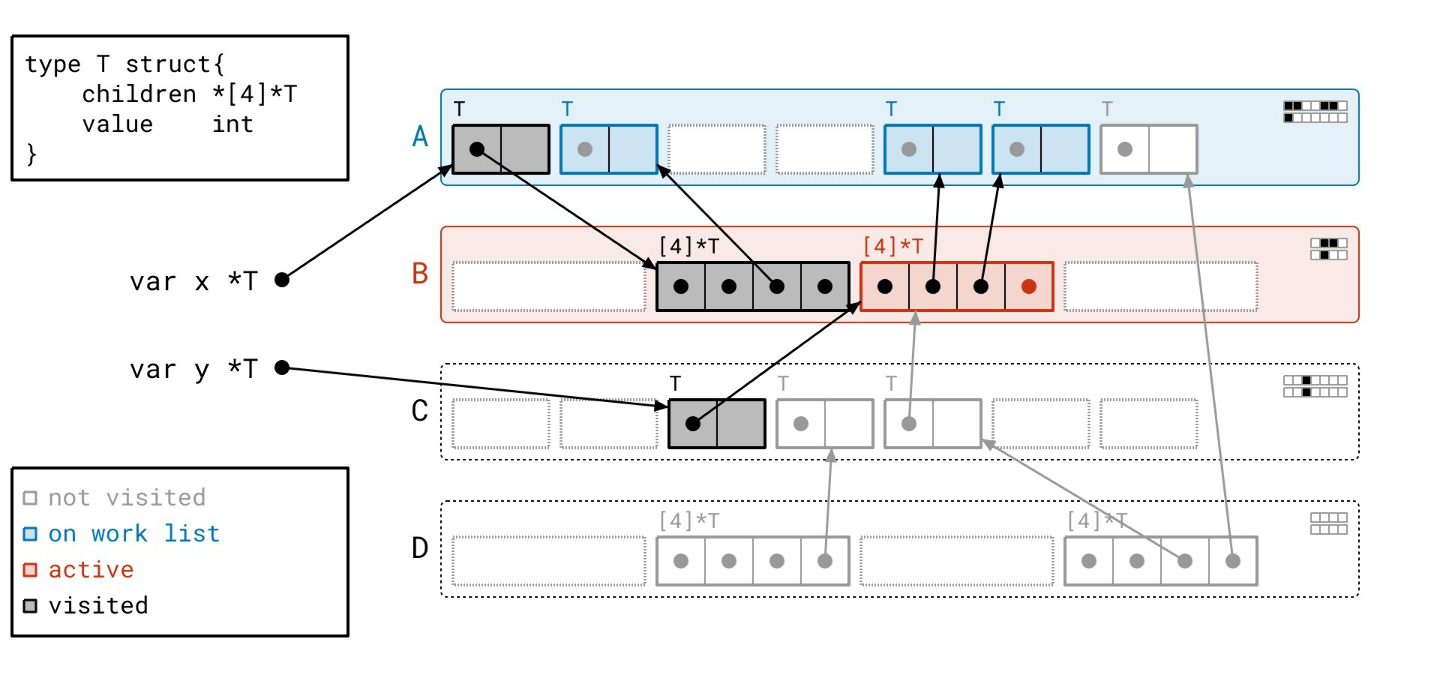 type T struct{
    children *[4]*T
    value    int
}
T T T T T
A
var x *T
[4]*T [4]*T
B
var y *T
T T T
C
not visited
on work list
active
visited
[4]*T [4]*T
D